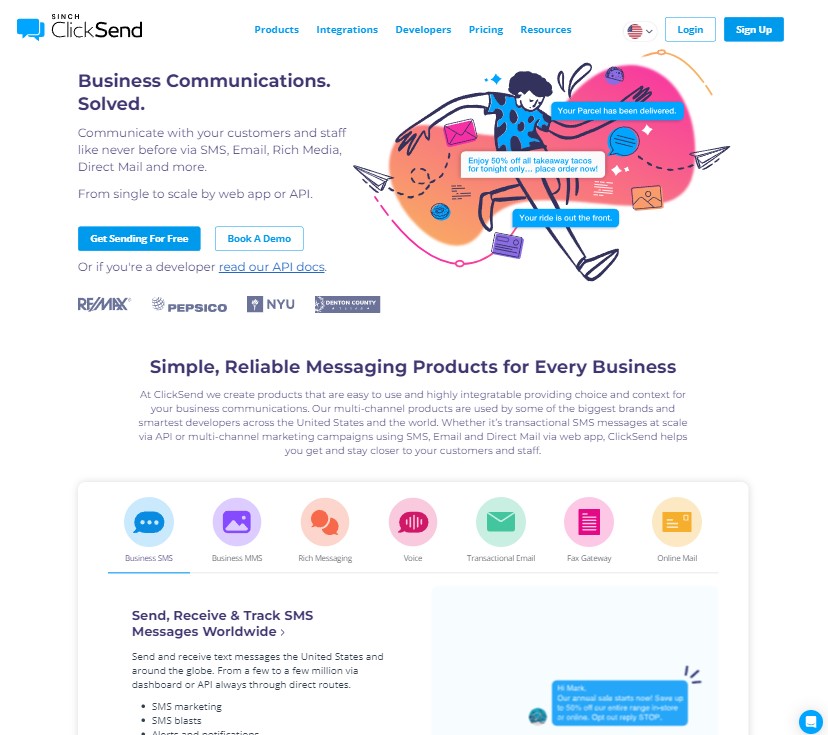 SINCH
ClickSend
Products
Integrations
Developers
Pricing
Resources
Login
Sign Up
Business Communications.
Solved.
Communicate with your customers and staff
like never before via SMS, Email, Rich Media,
Direct Mail and more.
From single to scale by web app or API.
Get Sending For Free
Book A Demo
Or if you're a developer read our API docs.
Your Parcel has been delivered.
Enjoy 50% off all takeaway tacos
for tonight only... place order now!
Your ride is out the front.
RE/MAX
PEPSICO
NYU
DENTON COUNTY
Simple, Reliable Messaging Products for Every Business
At ClickSend we create products that are easy to use and highly integratable providing choice and context for
your business communications. Our multi-channel products are used by some of the biggest brands and
smartest developers across the United States and the world. Whether it's transactional SMS messages at scale
via API or multi-channel marketing campaigns using SMS, Email and Direct Mail via web app, ClickSend helps
you get and stay closer to your customers and staff.
Business SMS
Business MMS
Rich Messaging
Voice
Transactional Email
Fax Gateway
Online Mail
Send, Receive & Track SMS
Messages Worldwide ›
Send and receive text messages the United States and
around the globe. From a few to a few million via
dashboard or API always through direct routes.
• SMS marketing
• SMS blasts
• Alerts and notifications
Hi Mark.
Our annual sale starts now! Save up
to 50% off our entire range in-store
or online. Opt out reply STOP.